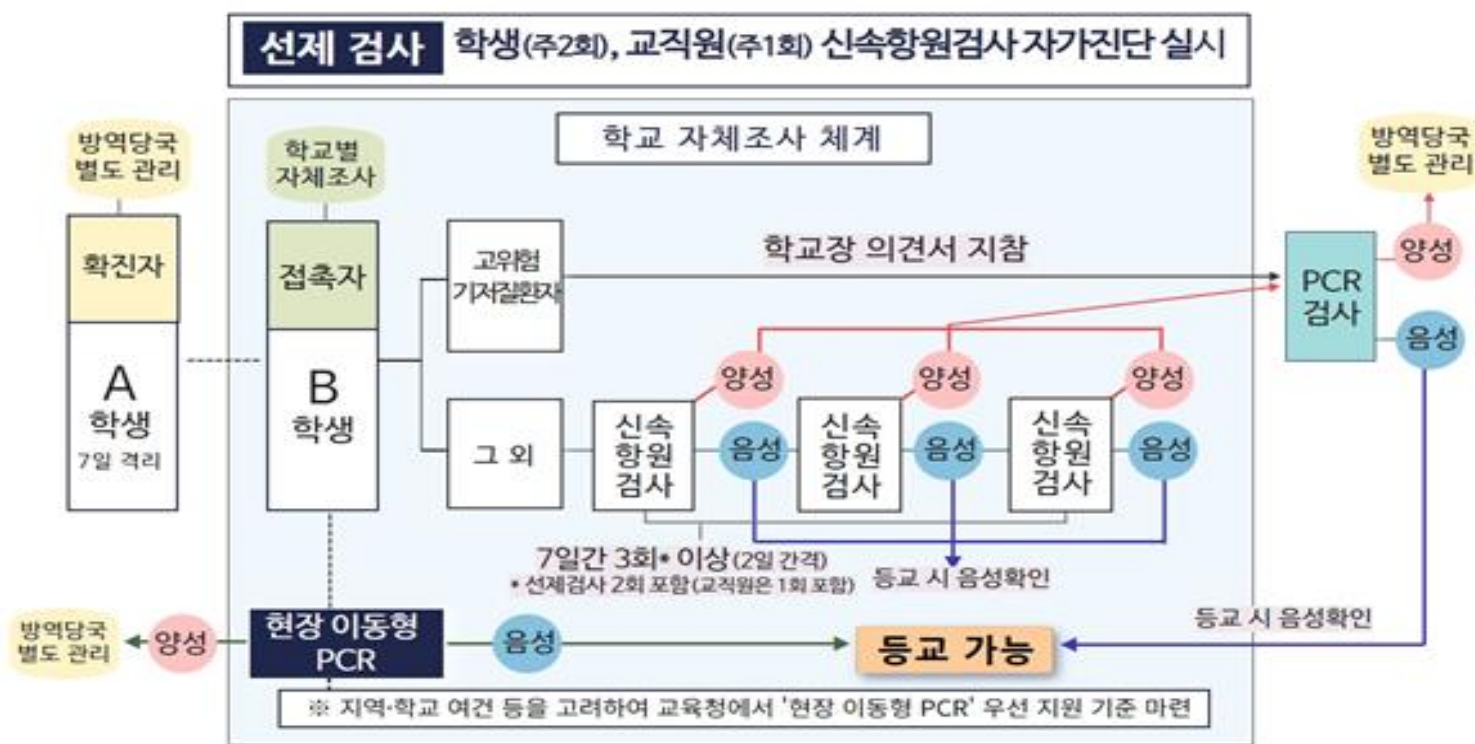 선제 검사 학생(주2회), 교직원(주1회) 신속항원검사 자가진단 실시
학교 자체조사 체계
방역당국
별도 관리
학교별
자체조사
방역당국
별도 관리
확진자
A
학생
7일 격리
접촉자
B
학생
고위험
기저질환자
학교장 의견서 지참
PCR
검사
양성
음성
그 외
신속
항원
검사
양성
음성
신속
항원
검사
양성
음성
신속
항원
검사
양성
음성
7일간 3회* 이상(2일 간격)
* 선제검사 2회 포함(교직원은 1회 포함)
등교 시 음성확인
등교 시 음성확인
방역당국
별도 관리
양성
현장 이동형
PCR
음성
등교 가능
※ 지역·학교 여건 등을 고려하여 교육청에서 '현장 이동형 PCR' 우선 지원 기준 마련